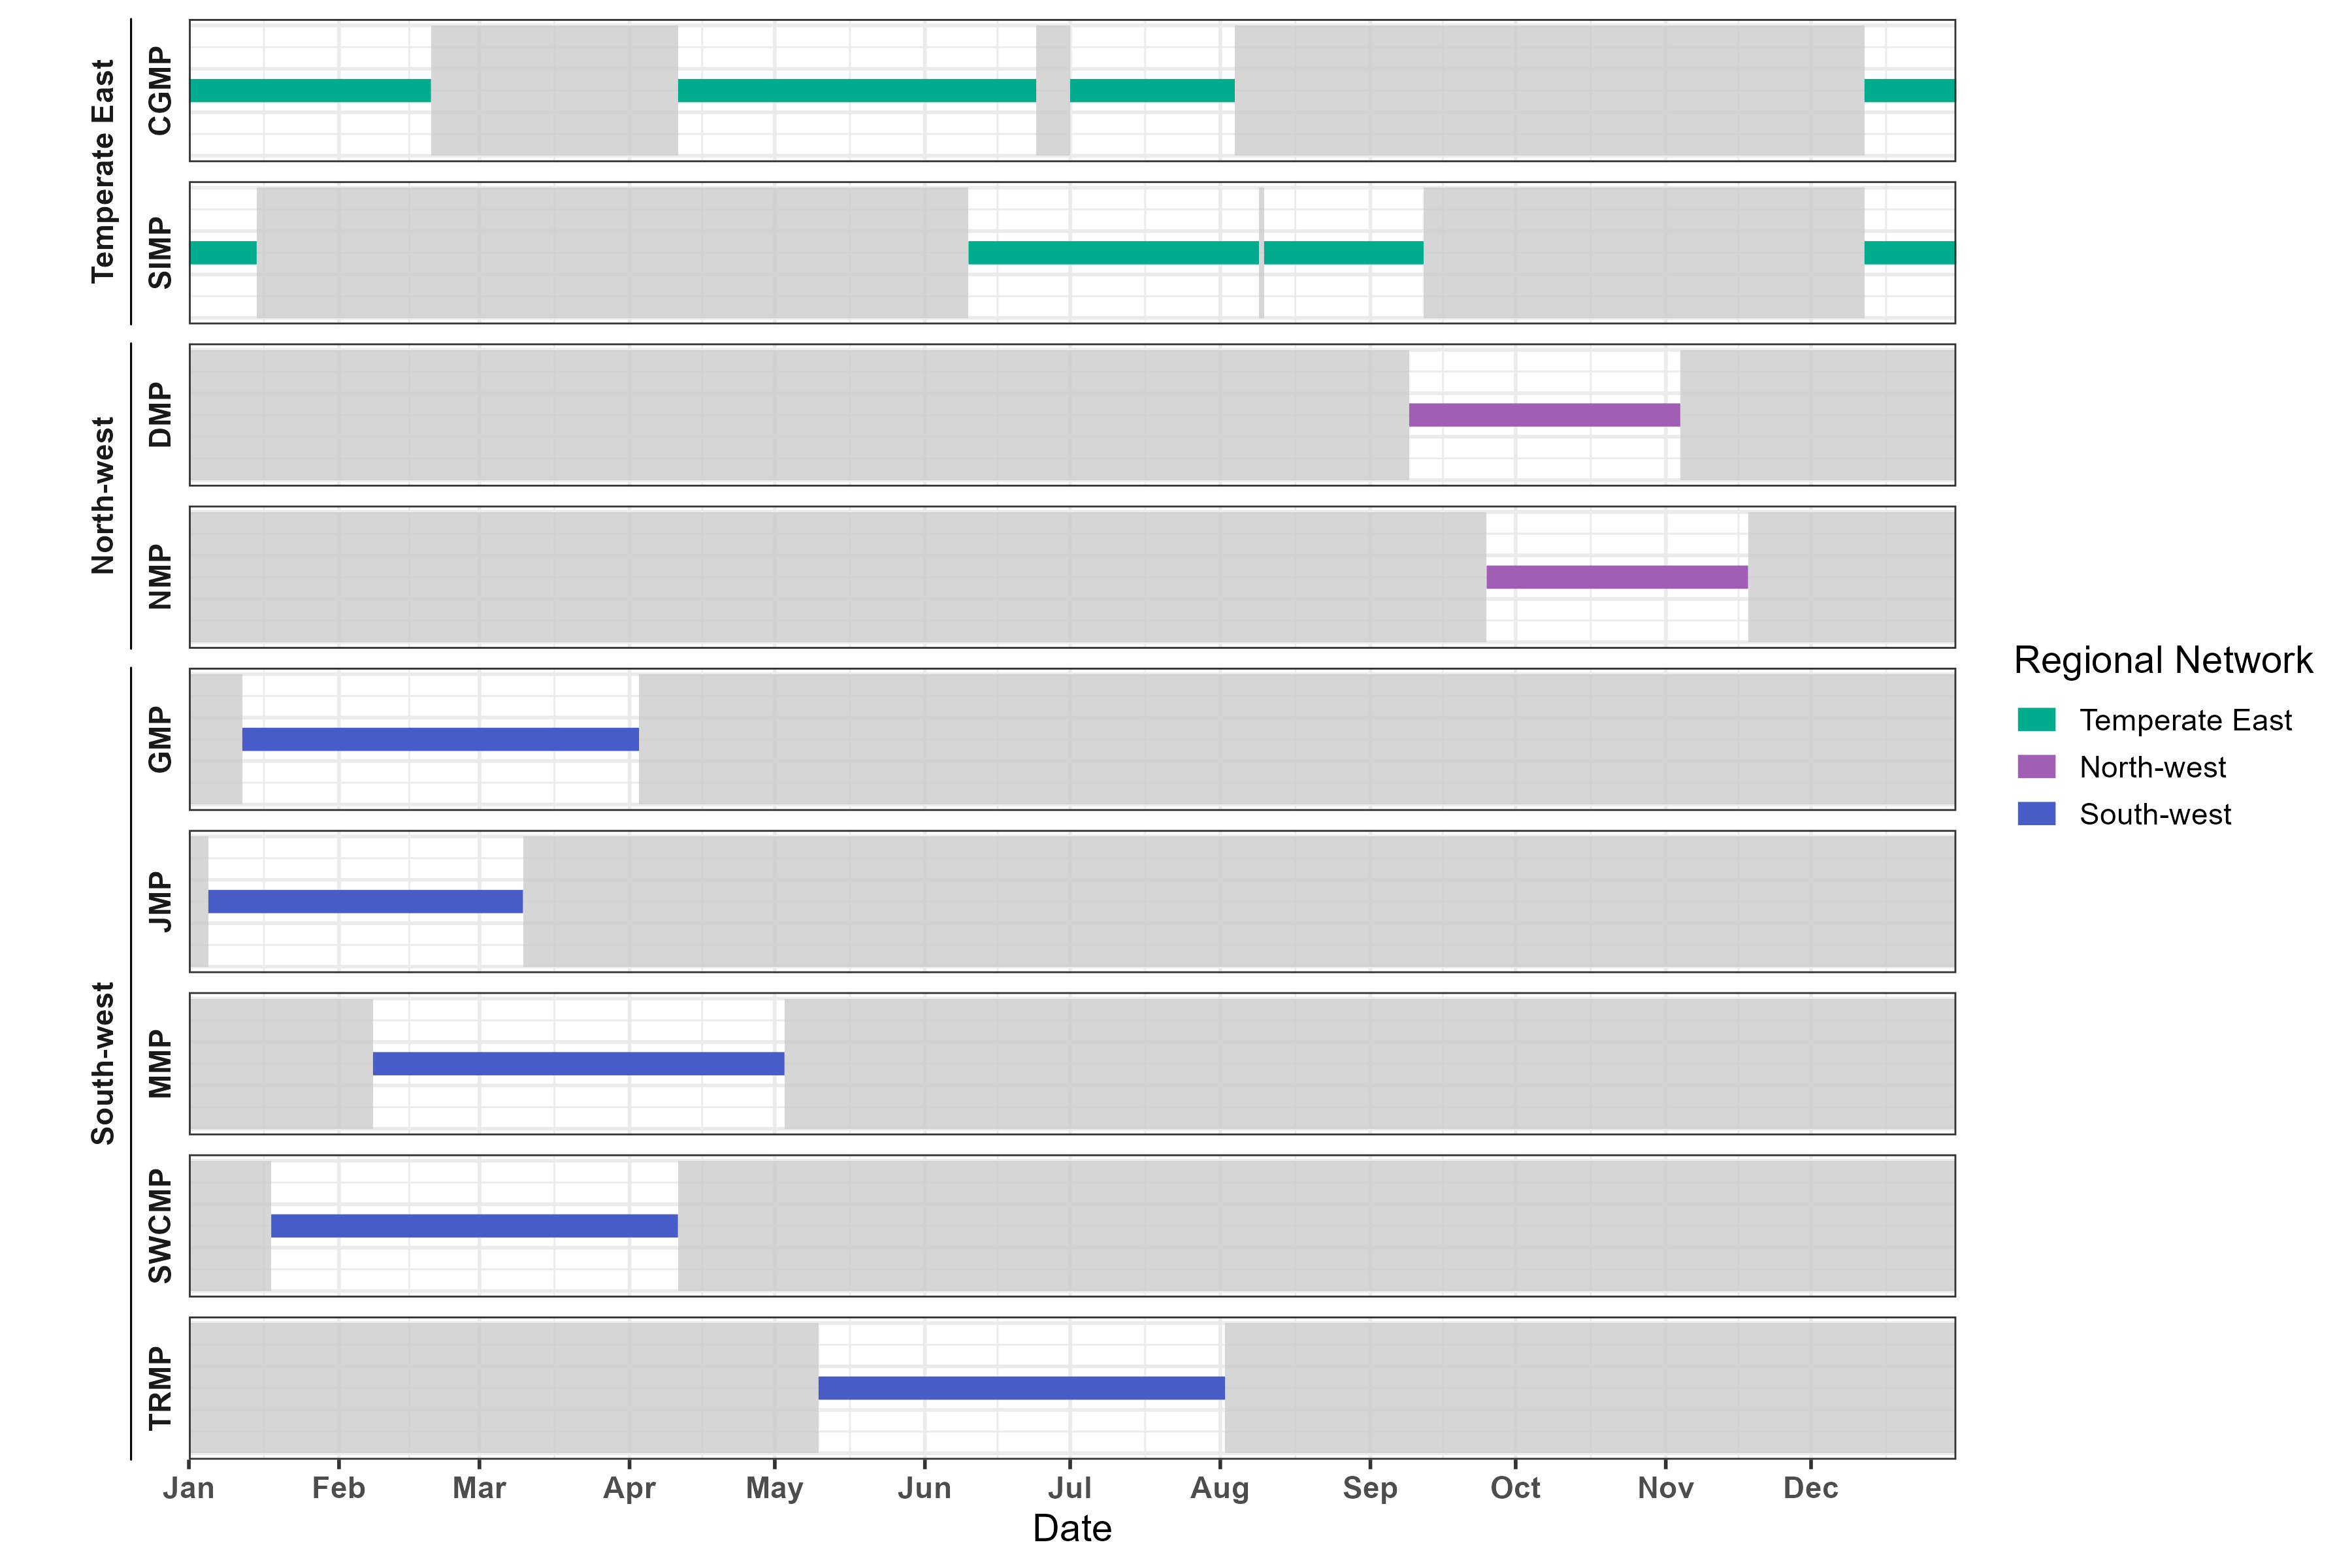 Temperate East
CGMP
SIMP
North-west
DMP
NMP
South-west
GMP
JMP
MMP
SWCMP
TRMP
Jan Feb Mar Apr May Jun Jul Aug Sep Oct Nov Dec
Date
Regional Network
Temperate East
North-west
South-west